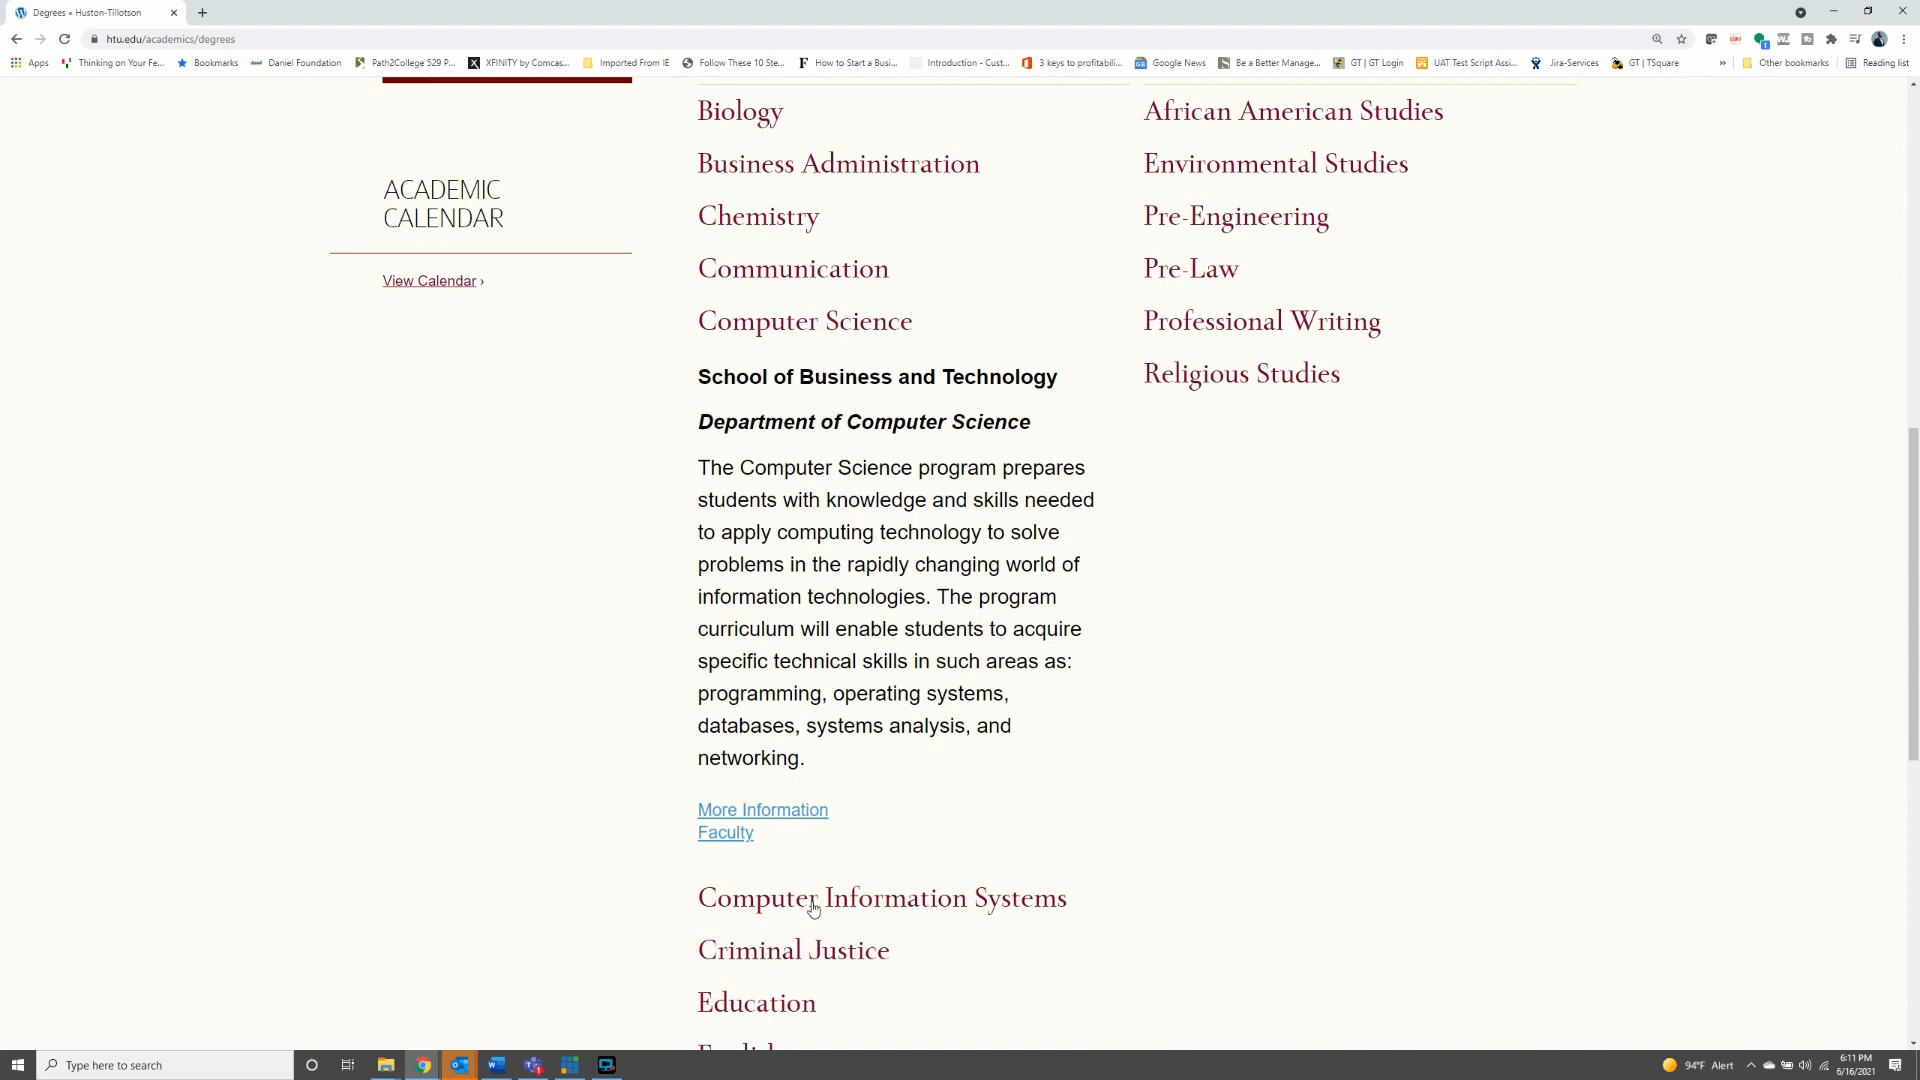 Degrees « Huston-Tillotson
htu.edu/academics/degrees
Apps
Thinking on Your Fe...
Bookmarks
Daniel Foundation
Path2College 529 P...
XFINITY by Comcas...
Imported From IE
Follow These 10 Ste...
How to Start a Busi...
Introduction - Cust...
3 keys to profitabili...
Google News
Be a Better Manage...
GT | GT Login
UAT Test Script Assi...
Jira-Services
GT | TSquare
»
Other bookmarks
Reading list
ACADEMIC
CALENDAR
View Calendar ›
Biology
Business Administration
Chemistry
Communication
Computer Science
School of Business and Technology
Department of Computer Science
The Computer Science program prepares
students with knowledge and skills needed
to apply computing technology to solve
problems in the rapidly changing world of
information technologies. The program
curriculum will enable students to acquire
specific technical skills in such areas as:
programming, operating systems,
databases, systems analysis, and
networking.
More Information
Faculty
Computer Information Systems
Criminal Justice
Education
African American Studies
Environmental Studies
Pre-Engineering
Pre-Law
Professional Writing
Religious Studies
Type here to search
94°F Alert
6:11 PM
6/16/2021